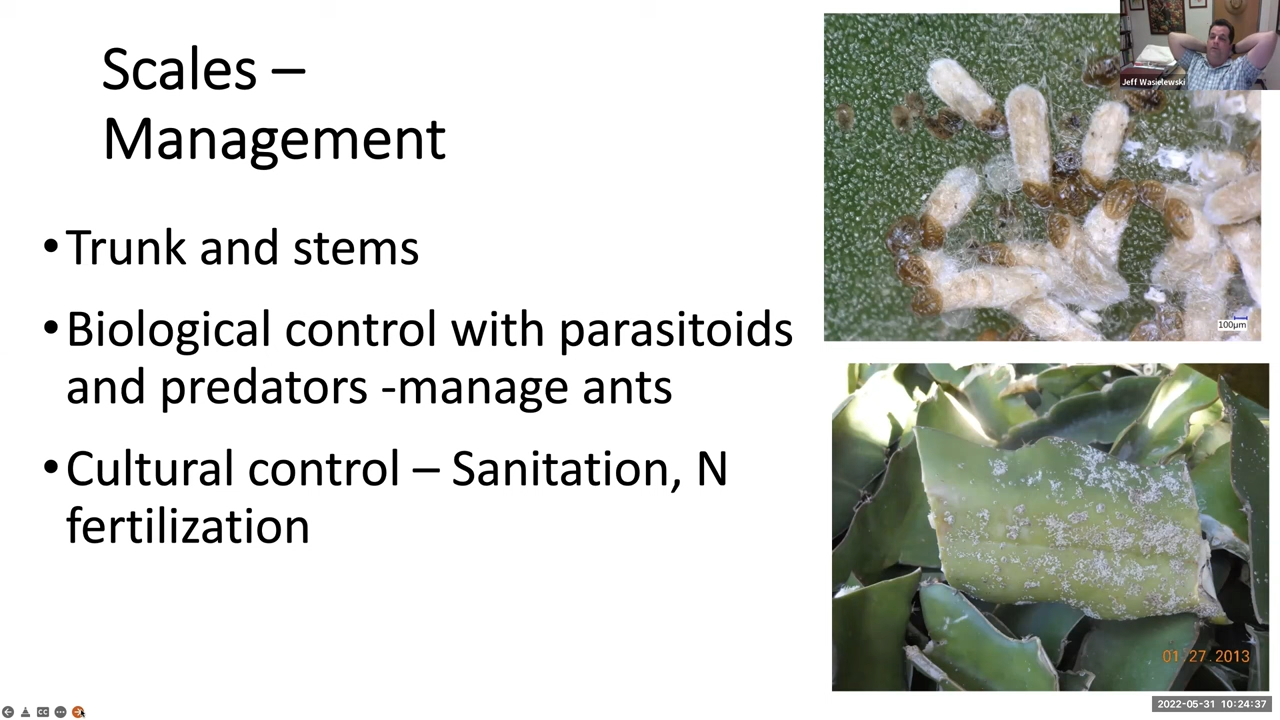 Scales –
Management
•Trunk and stems
•Biological control with parasitoids
and predators -manage ants
•Cultural control – Sanitation, N
fertilization
Jeff Wasielewski
100µm
01.27.2013
CC
2022-05-31 10:24:37